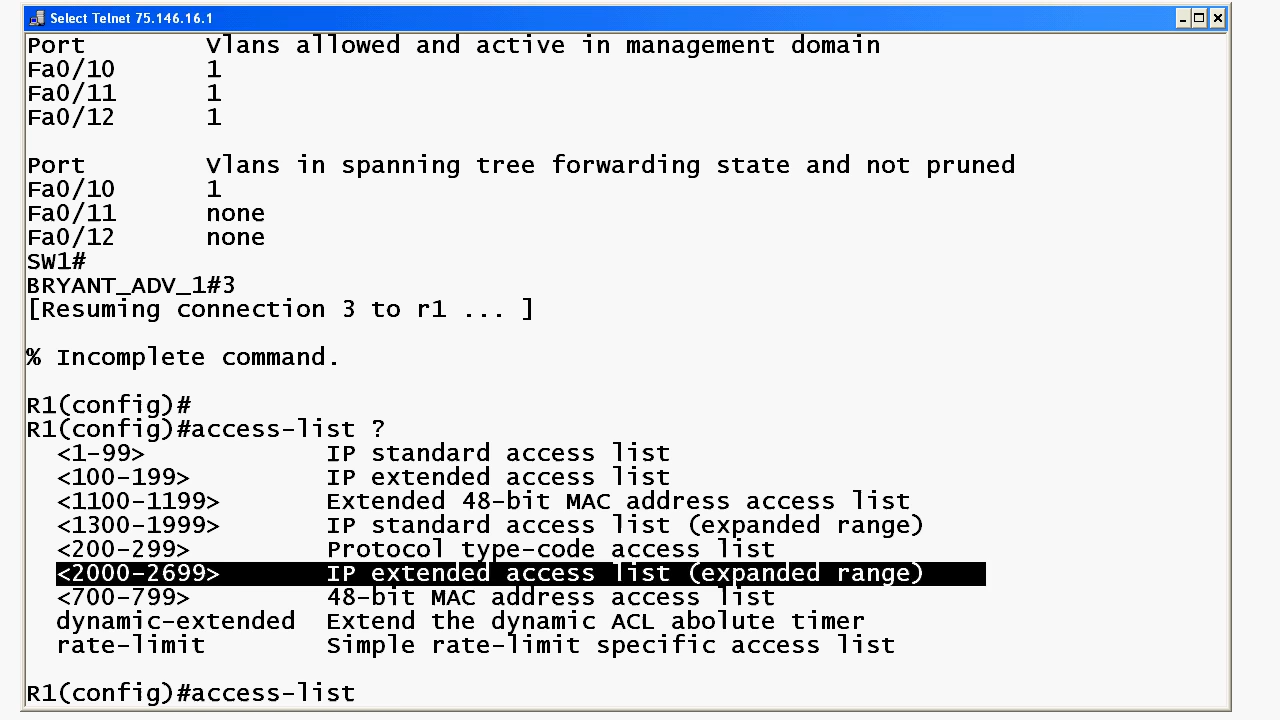 Select Telnet 75.146.16.1
Port        Vlans allowed and active in management domain
Fa0/10      1
Fa0/11      1
Fa0/12      1
Port        Vlans in spanning tree forwarding state and not pruned
Fa0/10      1
Fa0/11      none
Fa0/12      none
SW1#
BRYANT_ADV_1#3
[Resuming connection 3 to r1 ... ]
% Incomplete command.
R1(config)#
R1(config)#access-list ?
  <1-99>            IP standard access list
  <100-199>         IP extended access list
  <1100-1199>       Extended 48-bit MAC address access list
  <1300-1999>       IP standard access list (expanded range)
  <200-299>         Protocol type-code access list
  <2000-2699>       IP extended access list (expanded range)
  <700-799>         48-bit MAC address access list
  dynamic-extended  Extend the dynamic ACL abolute timer
  rate-limit        Simple rate-limit specific access list
R1(config)#access-list